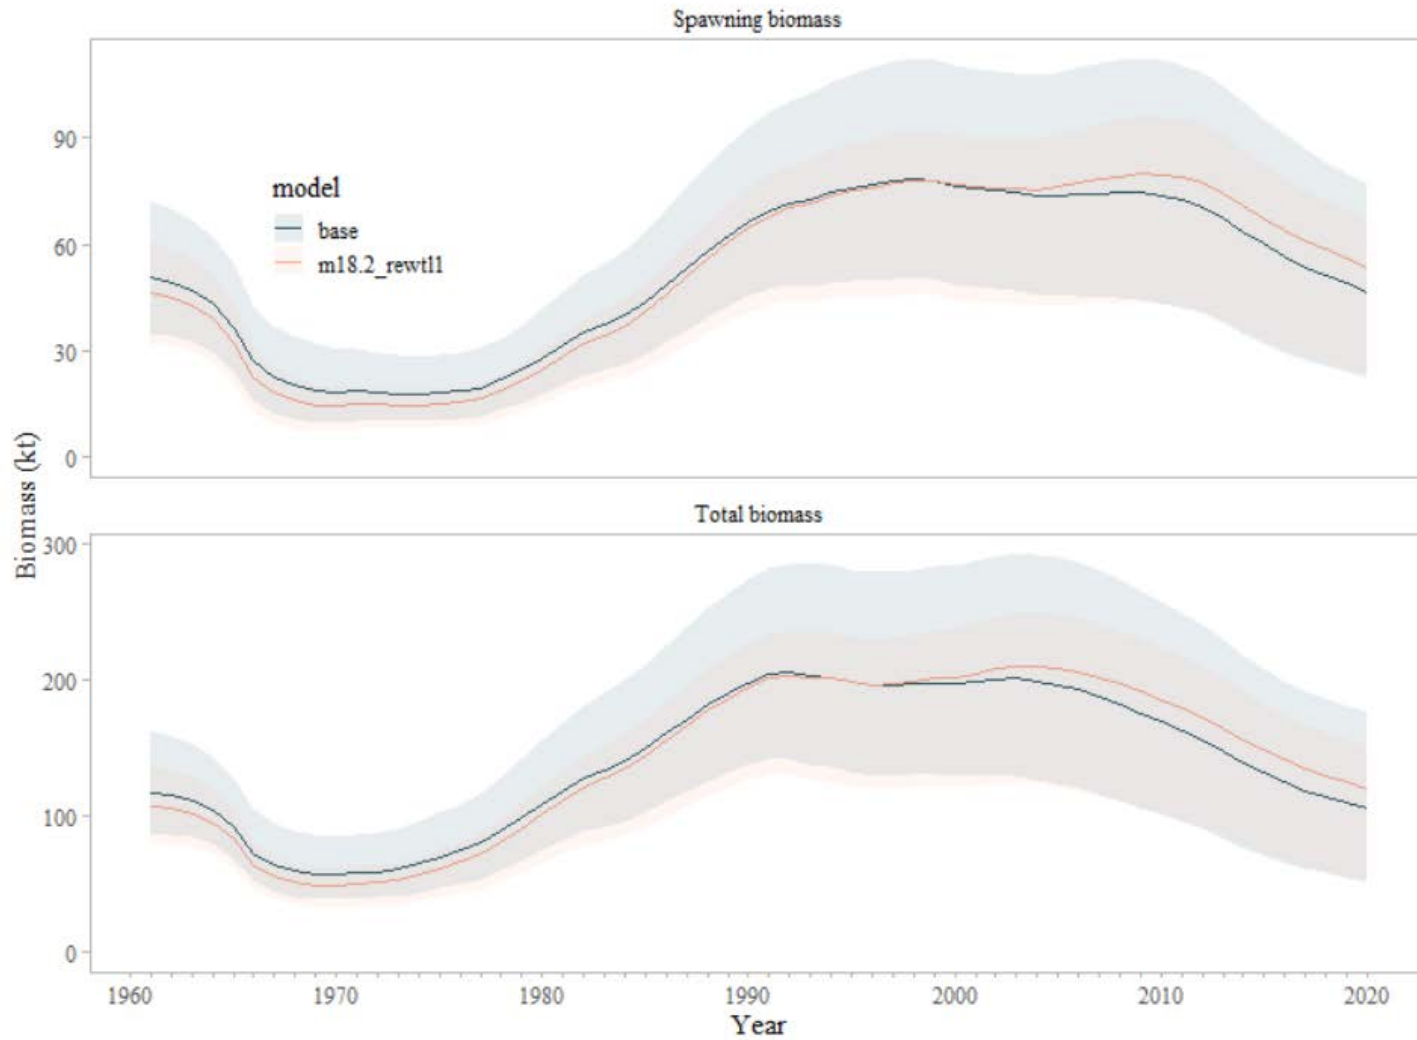 Spawning biomass
90
60
30
0
model
base
m18.2_rewtl1
Biomass (kt)
Total biomass
300
200
100
0
1960 1970 1980 1990 2000 2010 2020
Year